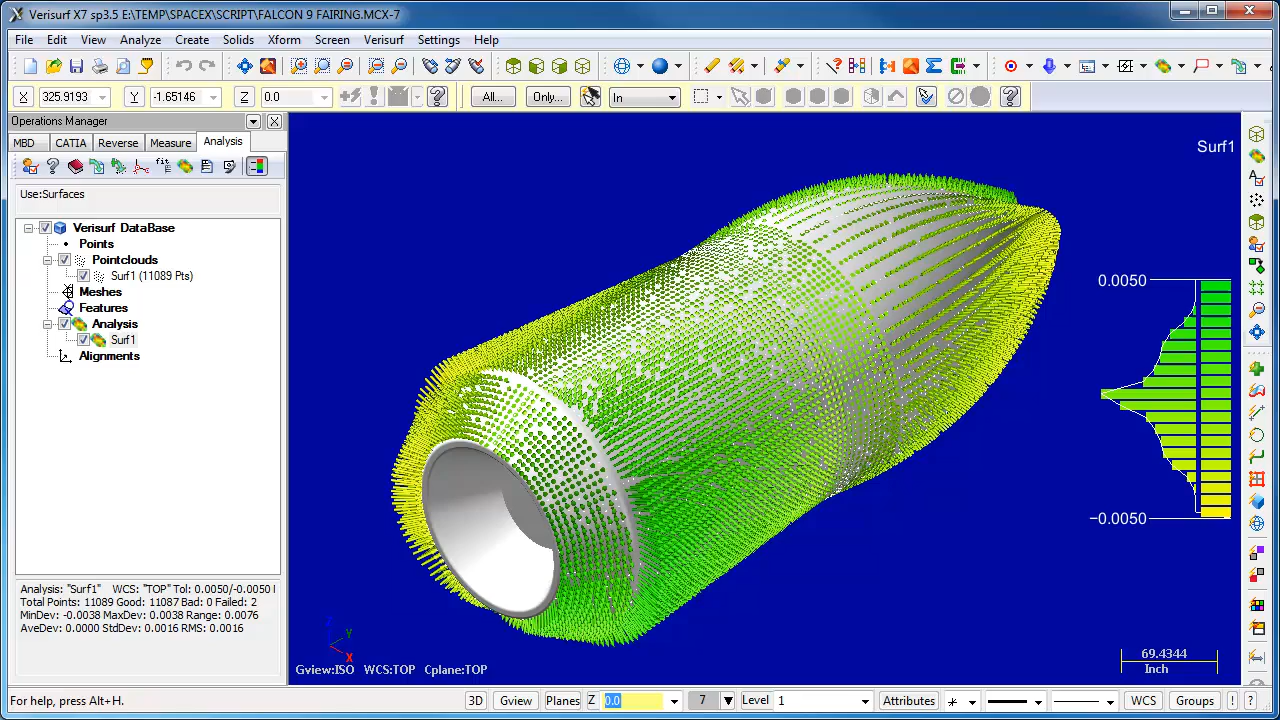 Verisurf X7 sp3.5 E:\TEMP\SPACEX\SCRIPT\FALCON 9 FAIRING.MCX-7
File Edit View Analyze Create Solids Xform Screen Verisurf Settings Help
X 325.9193 Y -1.65146 Z 0.0 All... Only... In
Operations Manager
MBD CATIA Reverse Measure Analysis
Use:Surfaces
Verisurf DataBase
Points
Pointclouds
Surf1 (11089 Pts)
Meshes
Features
Analysis
Surf1
Alignments
Analysis: "Surf1" WCS: "TOP" Tol: 0.0050/-0.0050 I
Total Points: 11089 Good: 11087 Bad: 0 Failed: 2
MinDev: -0.0038 MaxDev: 0.0038 Range: 0.0076
AveDev: 0.0000 StdDev: 0.0016 RMS: 0.0016
Surf1
0.0050
-0.0050
Z
Y
X
Gview:ISO WCS:TOP Cplane:TOP
69.4344
Inch
For help, press Alt+H.
3D Gview Planes Z 0.0 7 Level 1 Attributes * WCS Groups ! ?